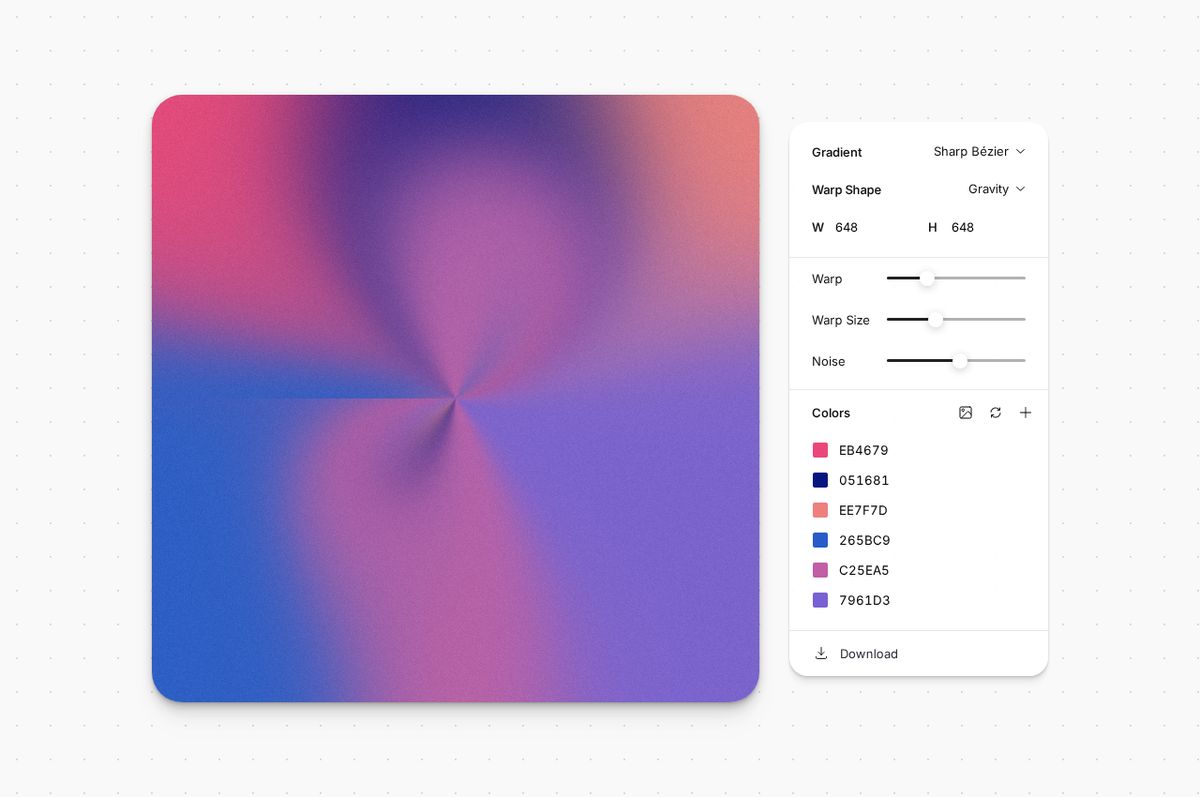 Gradient Sharp Bézier
Warp Shape Gravity
W 648 H 648
Warp
Warp Size
Noise
Colors
EB4679
051681
EE7F7D
265BC9
C25EA5
7961D3
Download